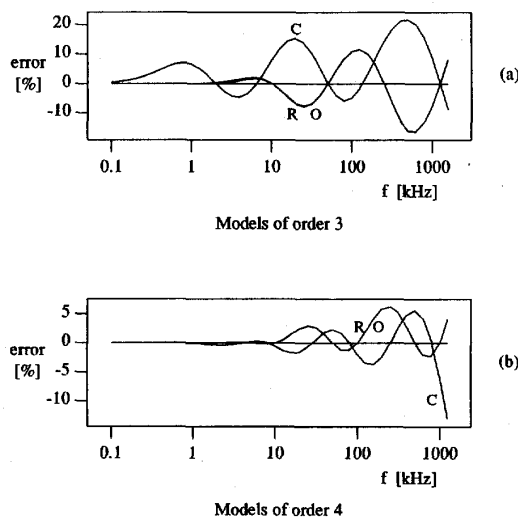 20
10
0
-10
error
[%]
C
R O
(a)
0.1 1 10 100 1000
f [kHz]
Models of order 3
5
0
-5
-10
error
[%]
R O
C
(b)
0.1 1 10 100 1000
f [kHz]
Models of order 4